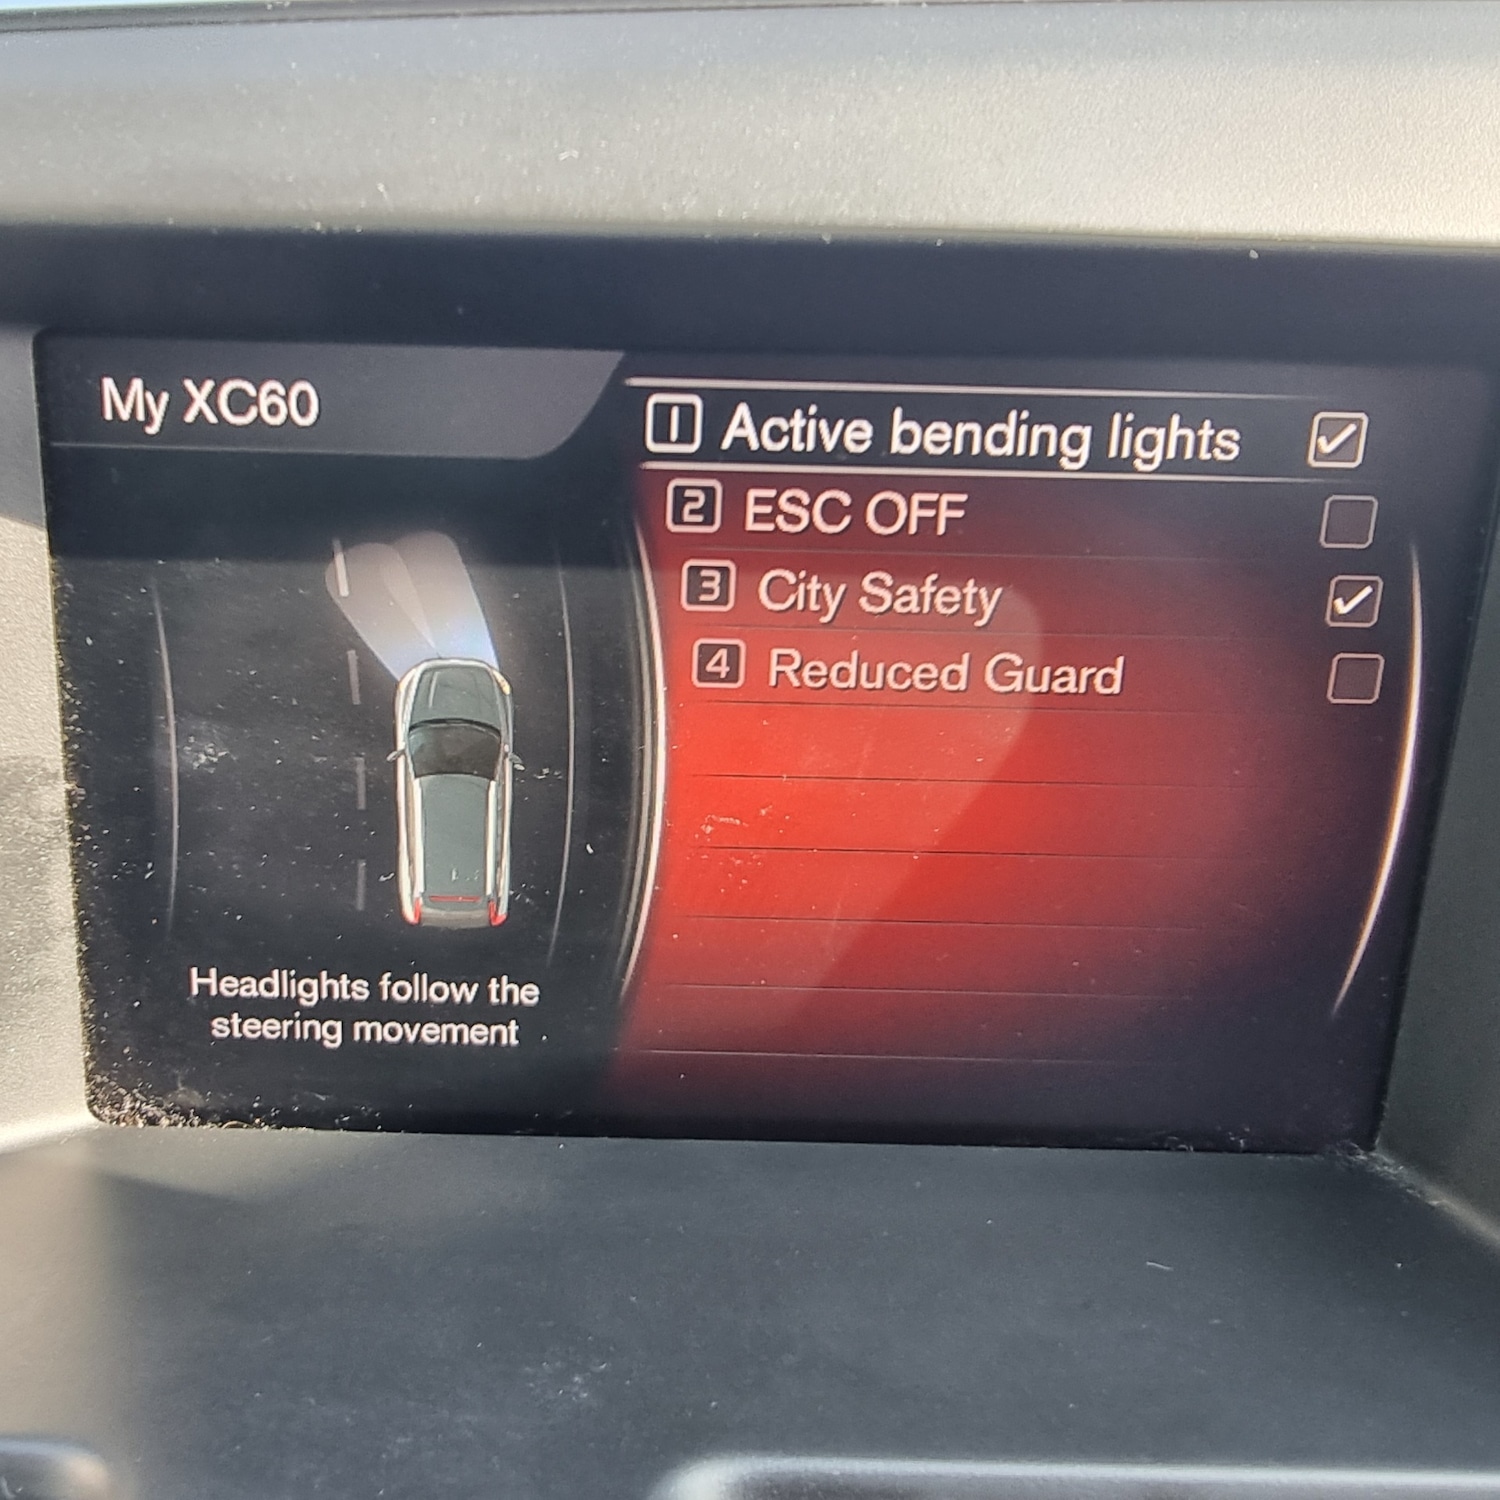 My XC60
1 Active bending lights
2 ESC OFF
3 City Safety
4 Reduced Guard
Headlights follow the
steering movement